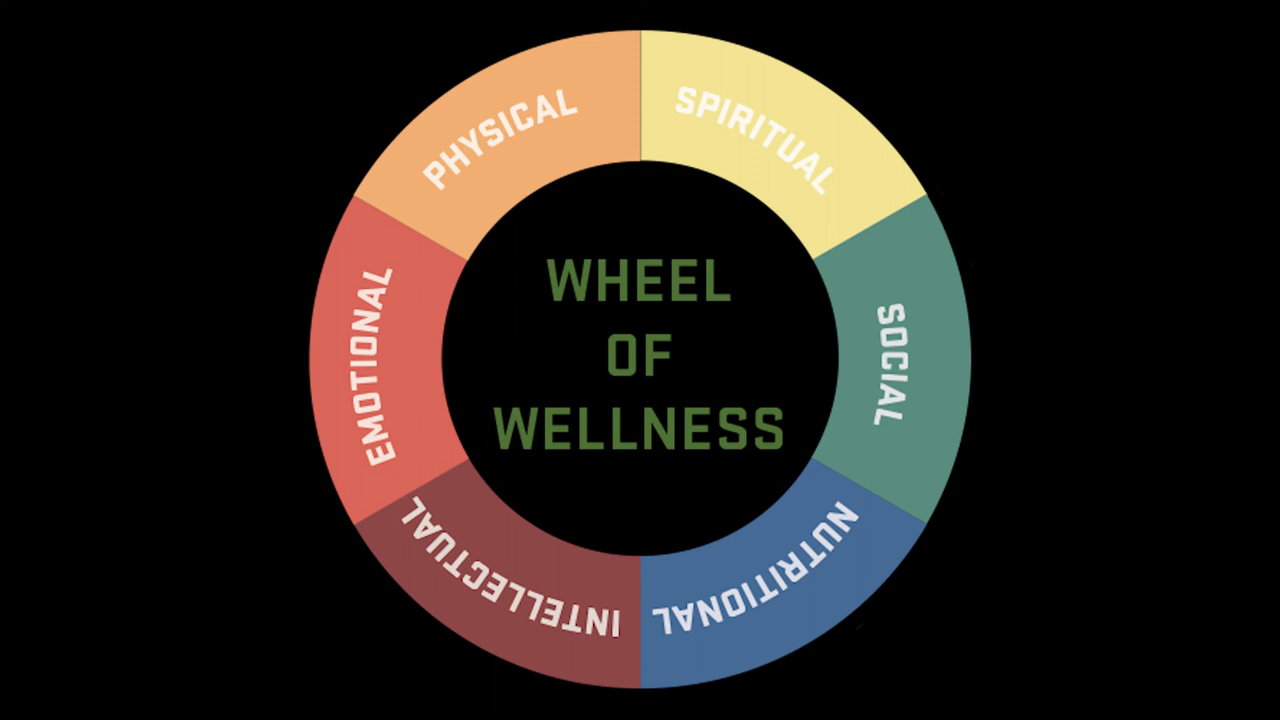 PHYSICAL
SPIRITUAL
EMOTIONAL
WHEEL
OF
WELLNESS
SOCIAL
INTELLECTUAL
NUTRITIONAL